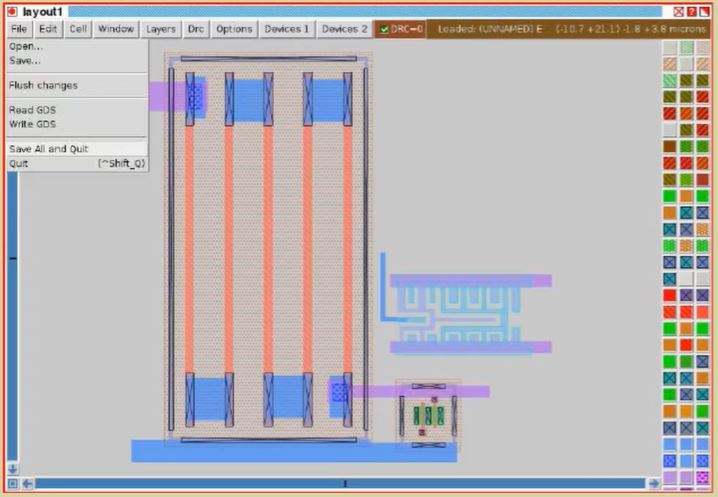 layout1
File Edit Cell Window Layers Drc Options Devices 1 Devices 2 DRC=0 Loaded: (UNNAMED) E (-10.7 +21.1) -1.8 +3.8 microns
Open...
Save...
Flush changes
Read GDS
Write GDS
Save All and Quit
Quit (^Shift_Q)